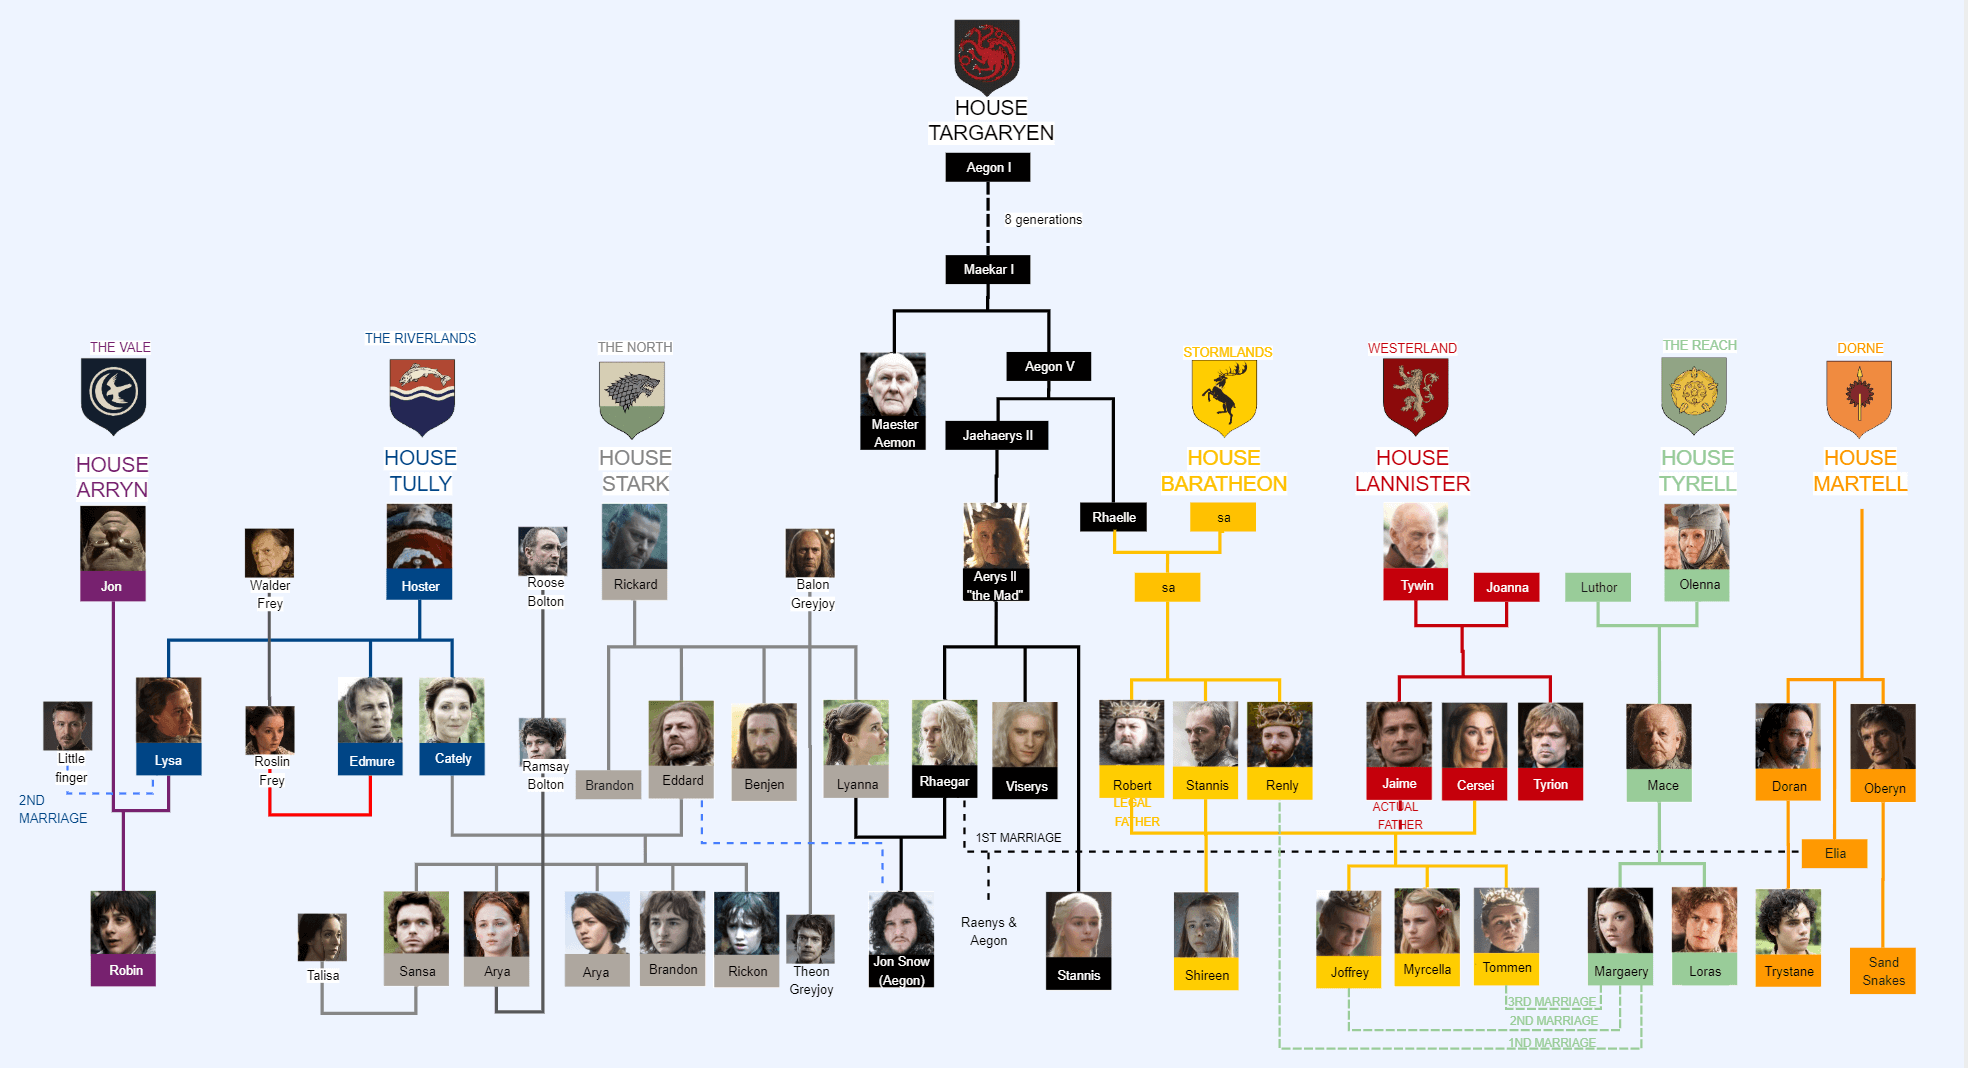 HOUSE
TARGARYEN
Aegon I
8 generations
Maekar I
THE VALE
THE RIVERLANDS
THE NORTH
STORMLANDS
WESTERLAND
THE REACH
DORNE
Aegon V
Maester
Aemon
Jaehaerys II
HOUSE
ARRYN
HOUSE
TULLY
HOUSE
STARK
HOUSE
BARATHEON
HOUSE
LANNISTER
HOUSE
TYRELL
HOUSE
MARTELL
Rhaelle
sa
Jon
Walder
Frey
Hoster
Roose
Bolton
Rickard
Balon
Greyjoy
Aerys II
"the Mad"
sa
Tywin
Joanna
Luthor
Olenna
Little
finger
Lysa
Roslin
Frey
Edmure
Cately
Ramsay
Bolton
Brandon
Eddard
Benjen
Lyanna
Rhaegar
Viserys
Robert
Stannis
Renly
Jaime
Cersei
Tyrion
Mace
Doran
Oberyn
2ND
MARRIAGE
LEGAL
FATHER
ACTUAL
FATHER
1ST MARRIAGE
Elia
Robin
Talisa
Sansa
Arya
Arya
Brandon
Rickon
Theon
Greyjoy
Jon Snow
(Aegon)
Raenys &
Aegon
Stannis
Shireen
Joffrey
Myrcella
Tommen
Margaery
Loras
Trystane
Sand
Snakes
3RD MARRIAGE
2ND MARRIAGE
1ND MARRIAGE